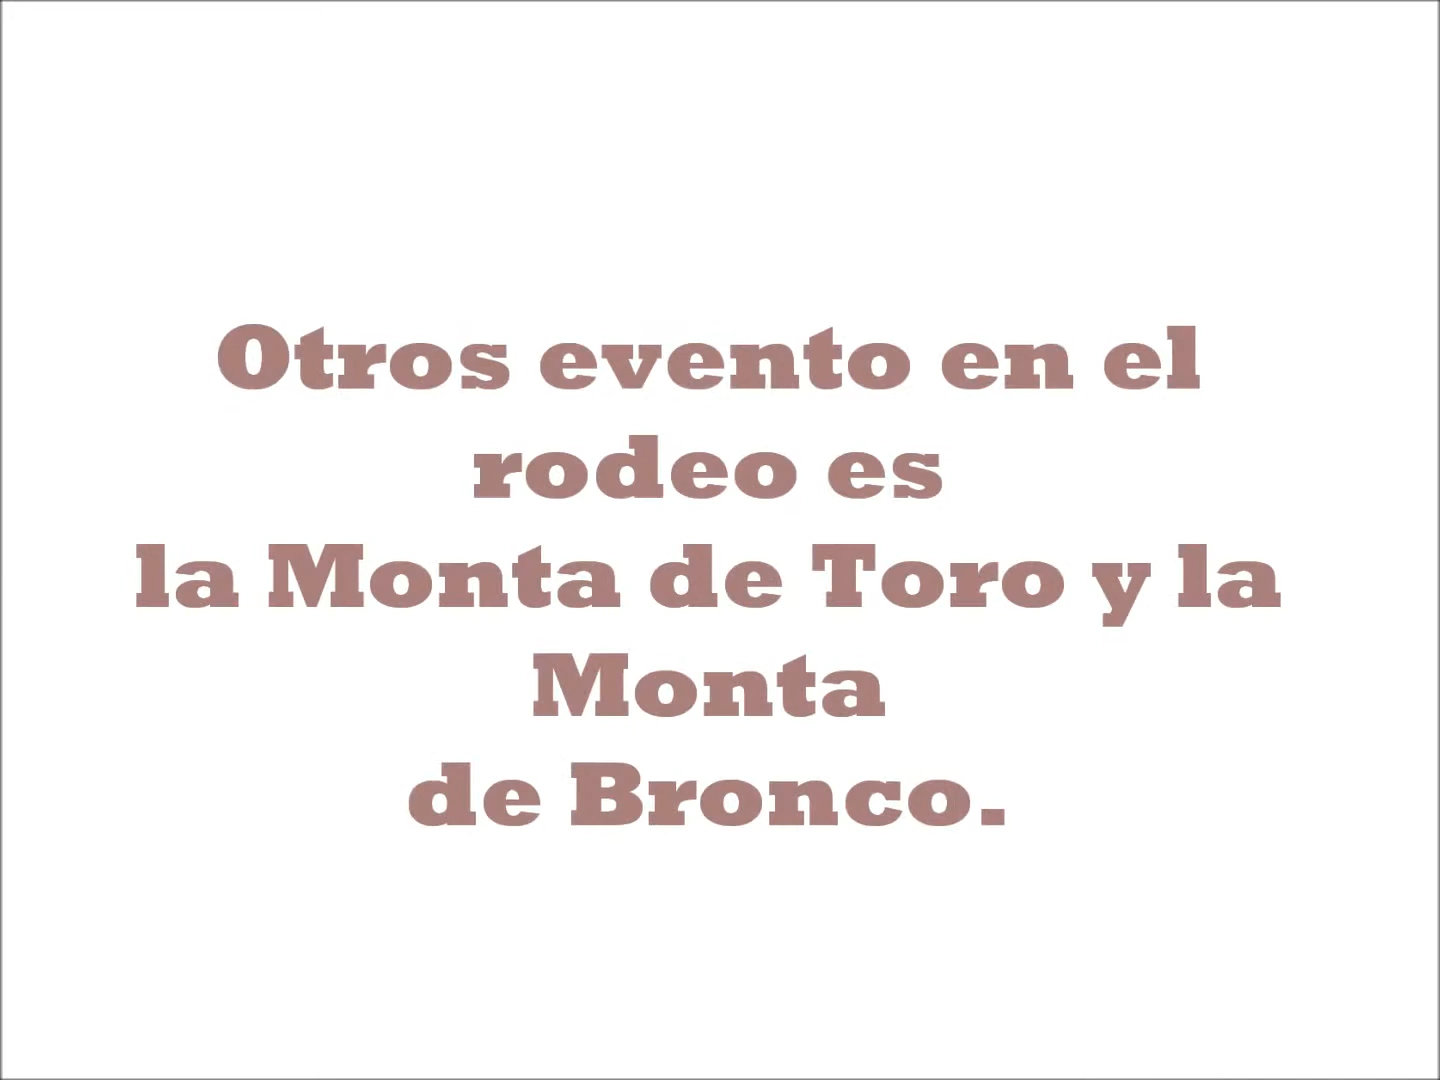 Otros evento en el
rodeo es
la Monta de Toro y la
Monta
de Bronco.